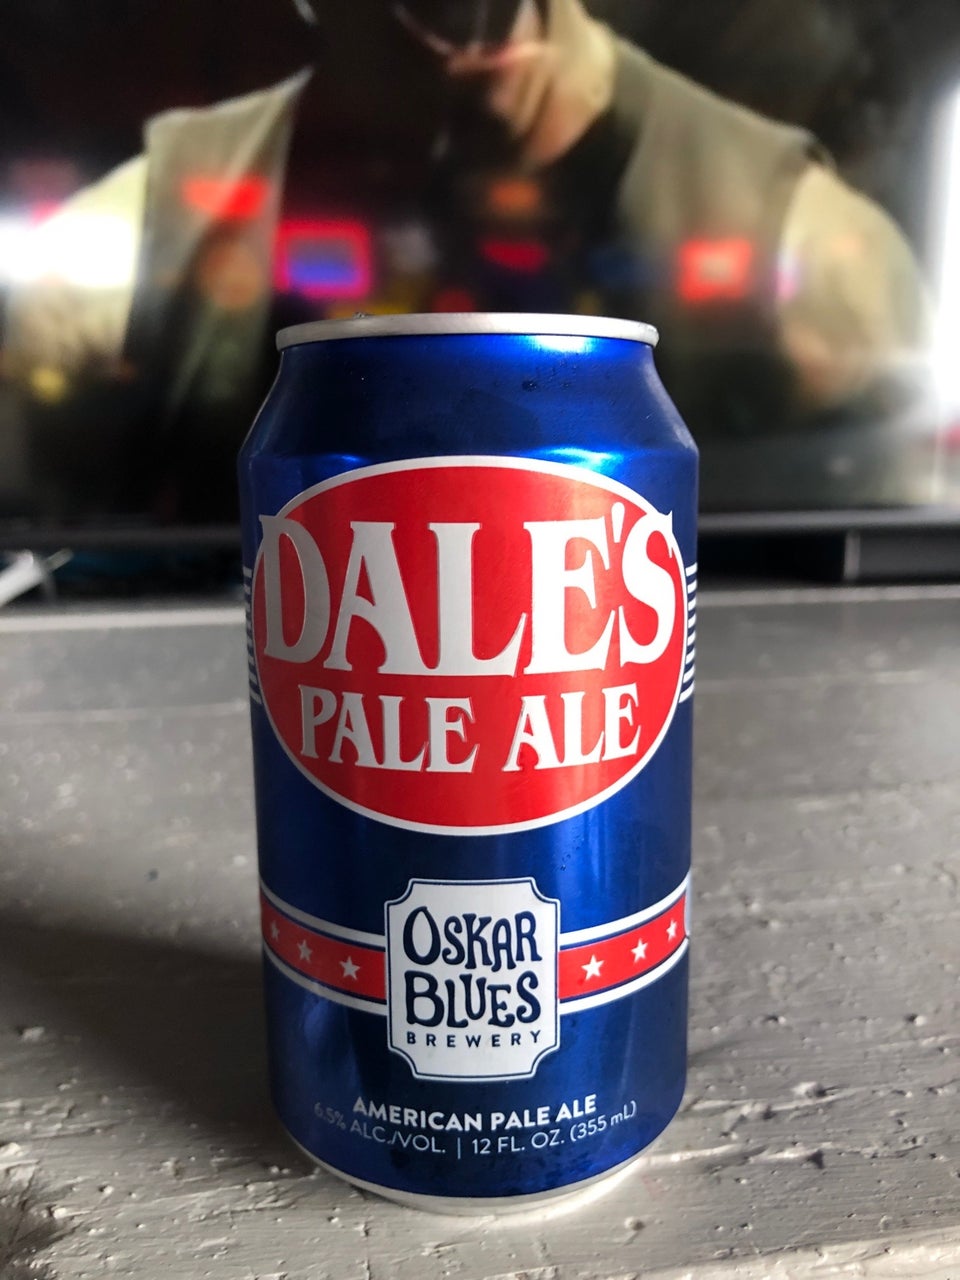 DALE'S
PALE ALE
OSKAR
BLUES
BREWERY
AMERICAN PALE ALE
6.5% ALC./VOL. | 12 FL. OZ. (355 mL)